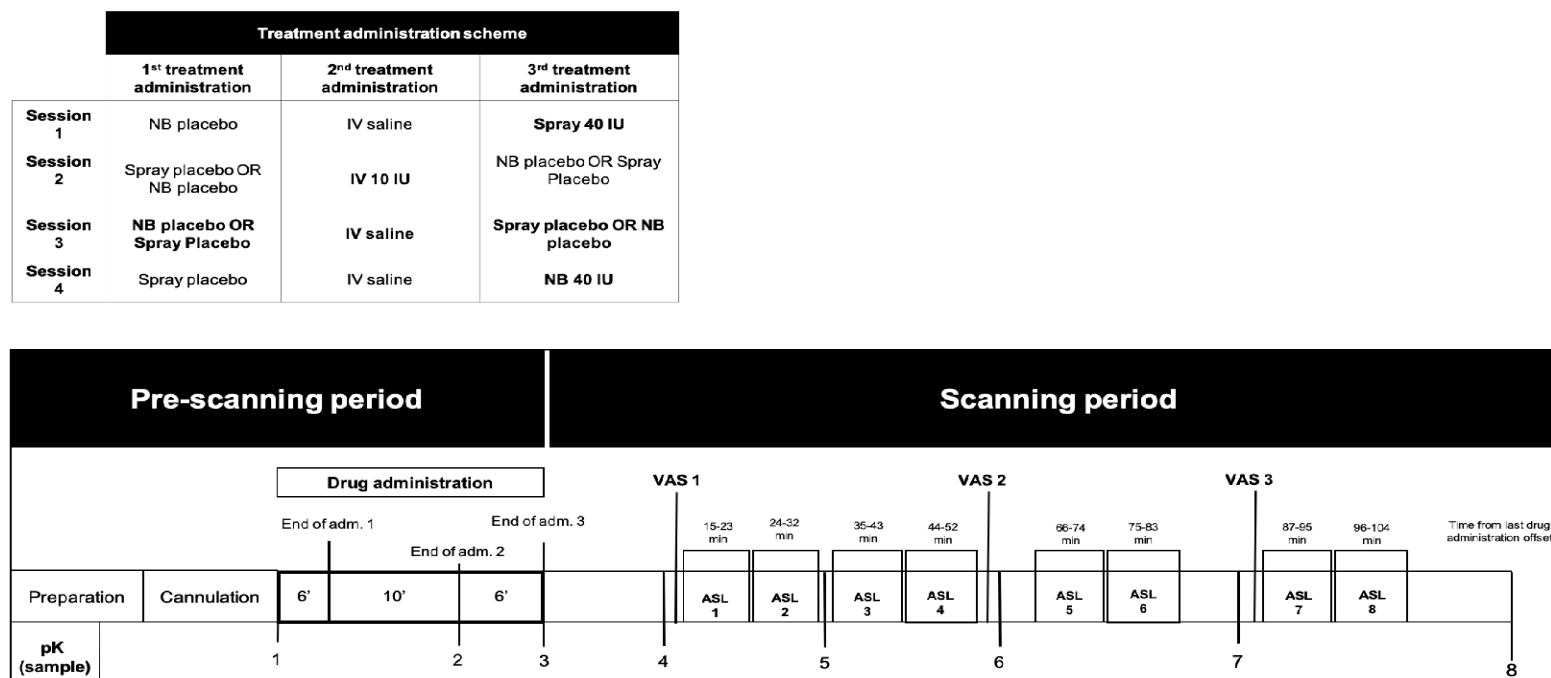 Treatment administration scheme
1st treatment administration
2nd treatment administration
3rd treatment administration
Session 1
NB placebo
IV saline
Spray 40 IU
Session 2
Spray placebo OR NB placebo
IV 10 IU
NB placebo OR Spray Placebo
Session 3
NB placebo OR Spray Placebo
IV saline
Spray placebo OR NB placebo
Session 4
Spray placebo
IV saline
NB 40 IU
Pre-scanning period
Scanning period
Drug administration
VAS 1
VAS 2
VAS 3
End of adm. 1
End of adm. 2
End of adm. 3
15-23 min
24-32 min
35-43 min
44-52 min
66-74 min
75-83 min
87-95 min
96-104 min
Time from last drug administration offset
Preparation
Cannulation
6’
10’
6’
ASL 1
ASL 2
ASL 3
ASL 4
ASL 5
ASL 6
ASL 7
ASL 8
pK (sample)
1
2
3
4
5
6
7
8